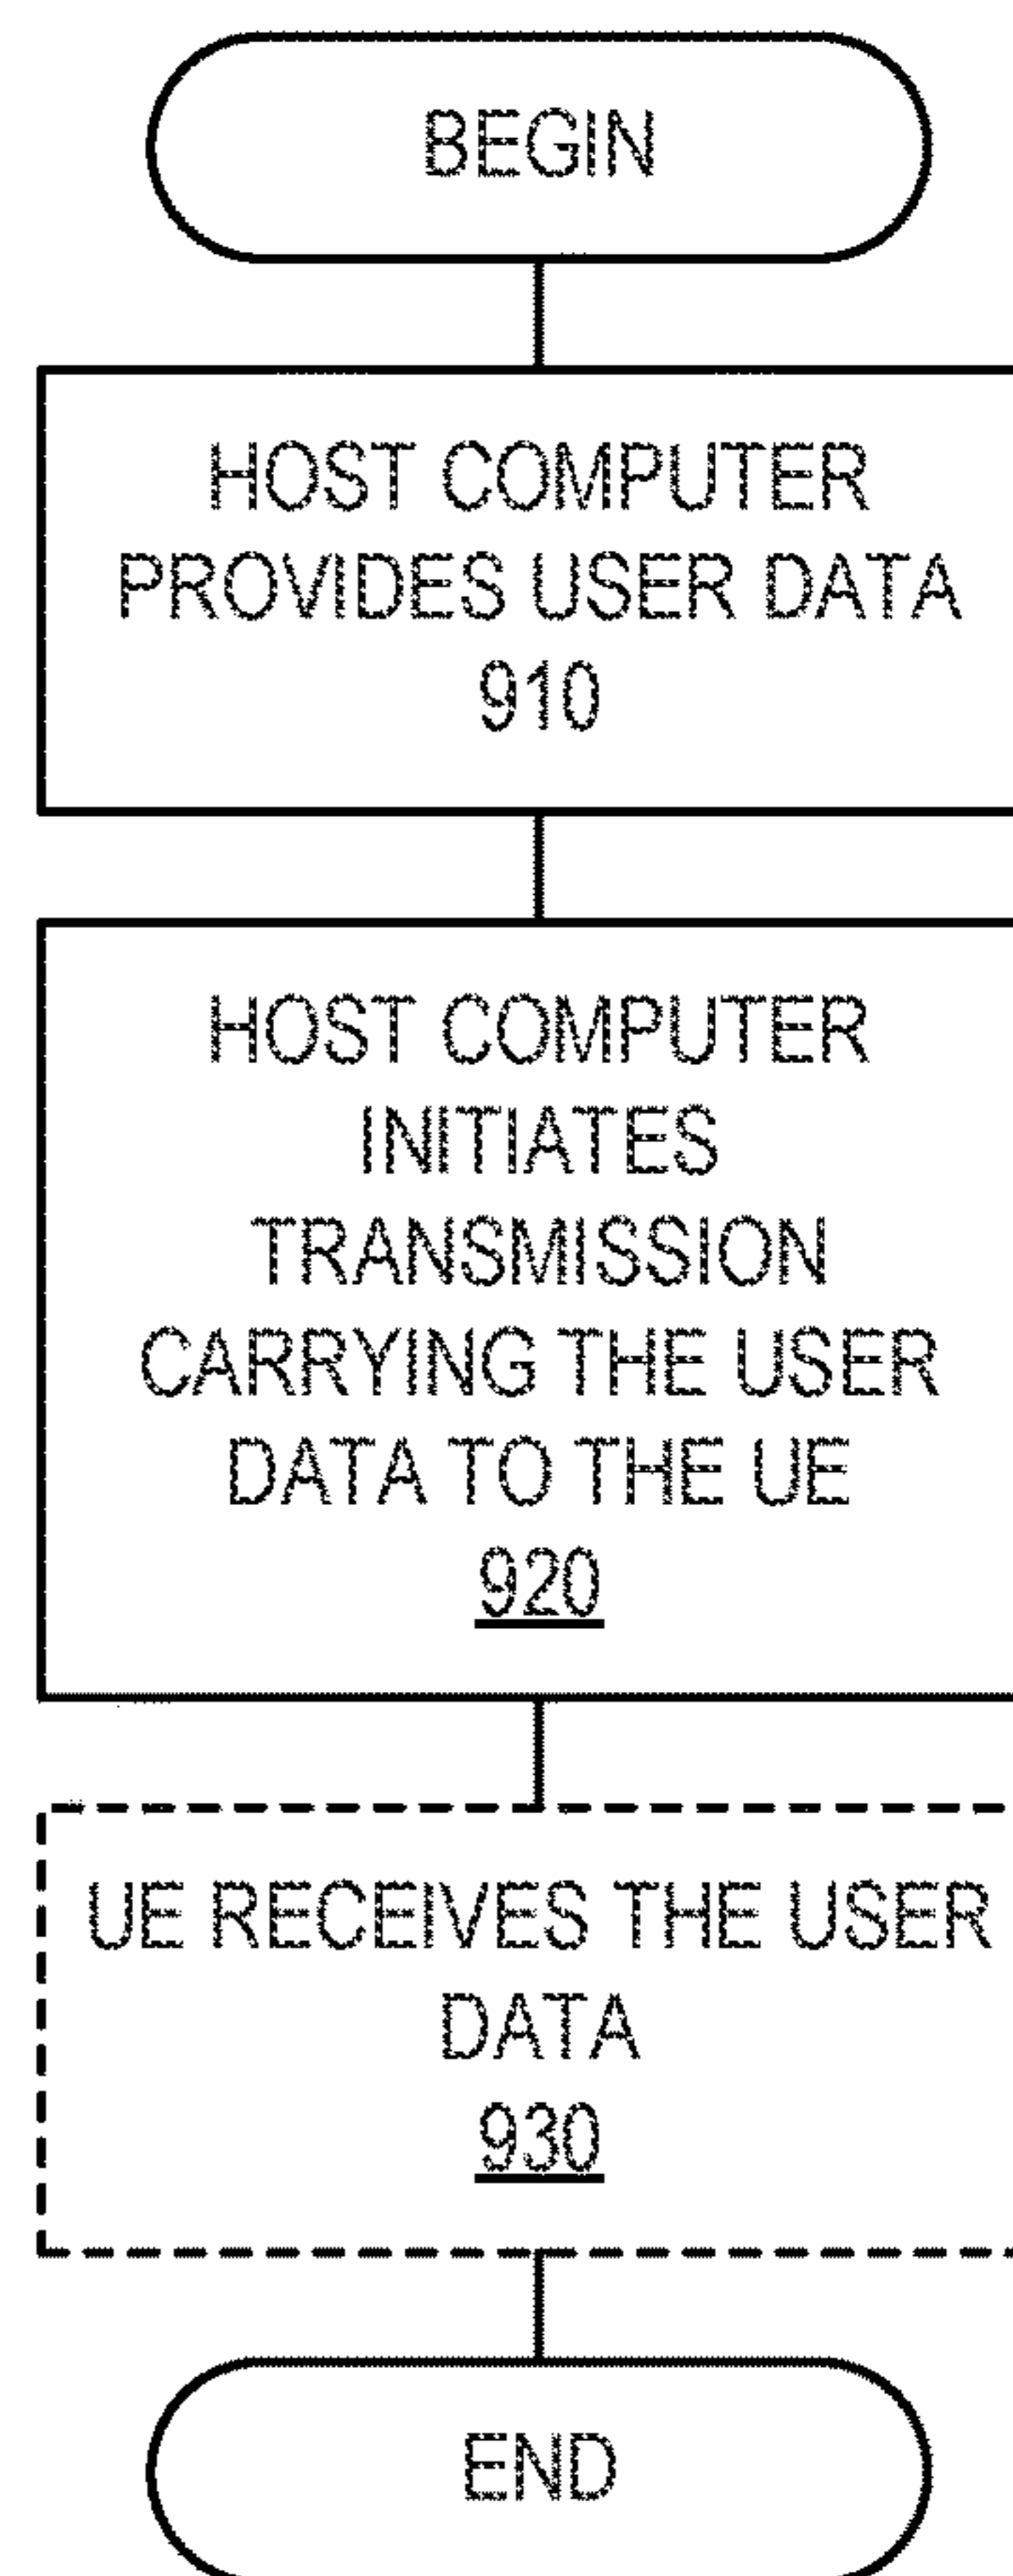 BEGIN
HOST COMPUTER
PROVIDES USER DATA
910
HOST COMPUTER
INITIATES
TRANSMISSION
CARRYING THE USER
DATA TO THE UE
920
UE RECEIVES THE USER
DATA
930
END